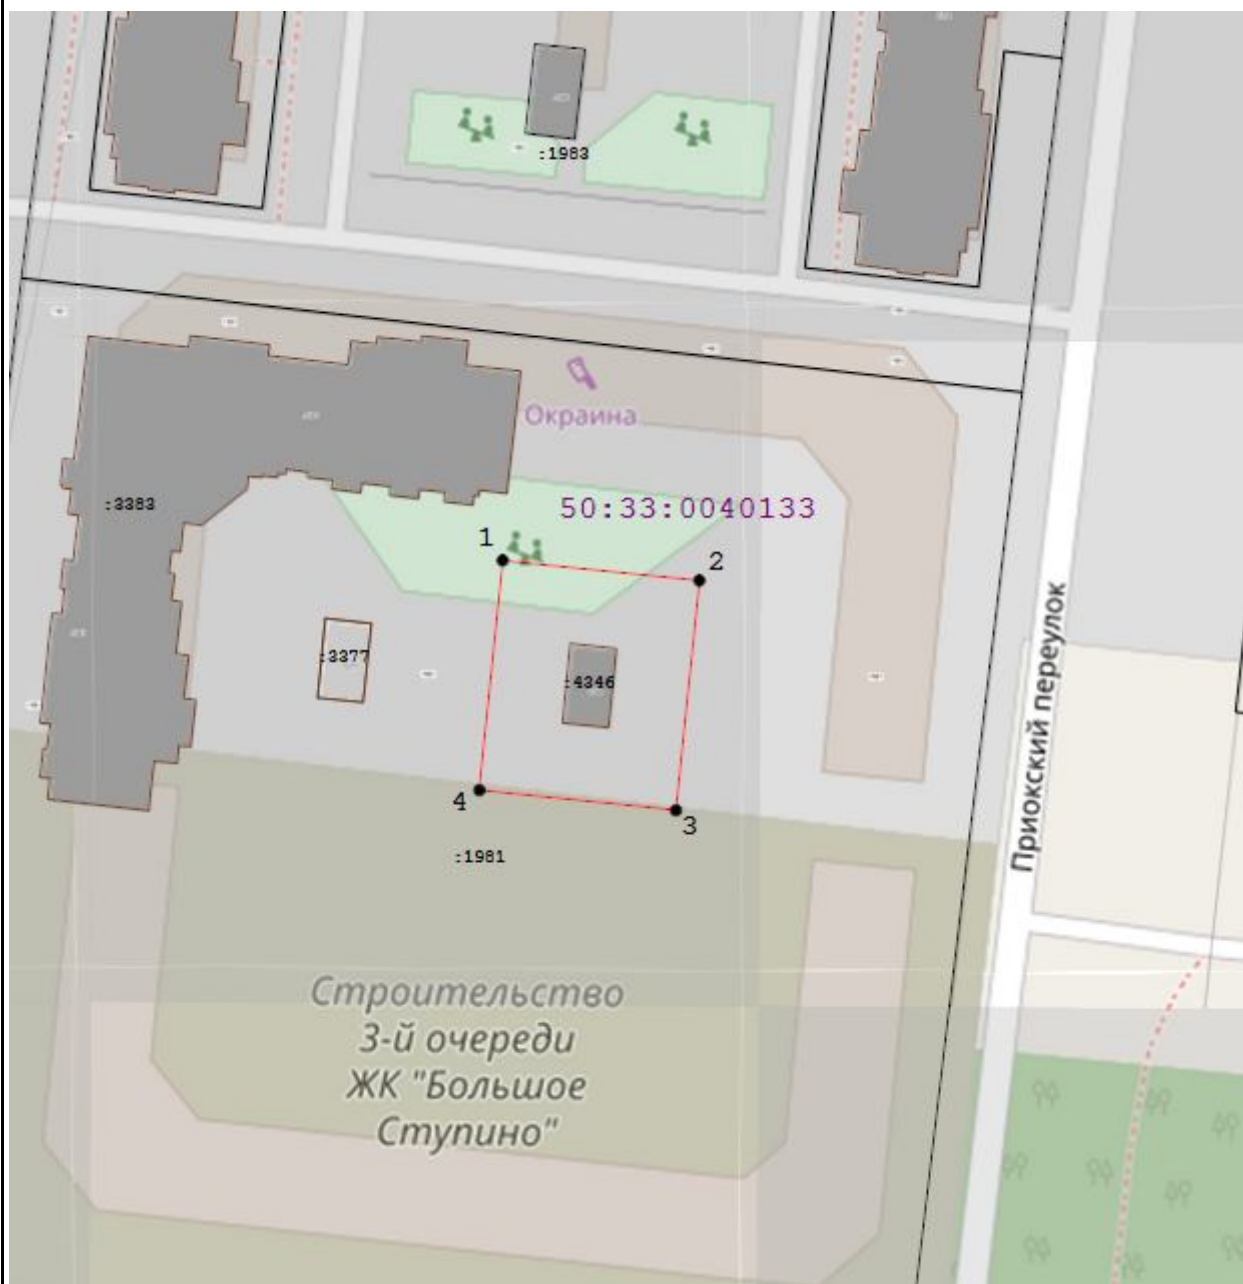 :1983
Окраина
50:33:0040133
:3383
1
2
:3377
:4346
Приокский переулок
4
3
:1981
Строительство
3-й очереди
ЖК "Большое
Ступино"